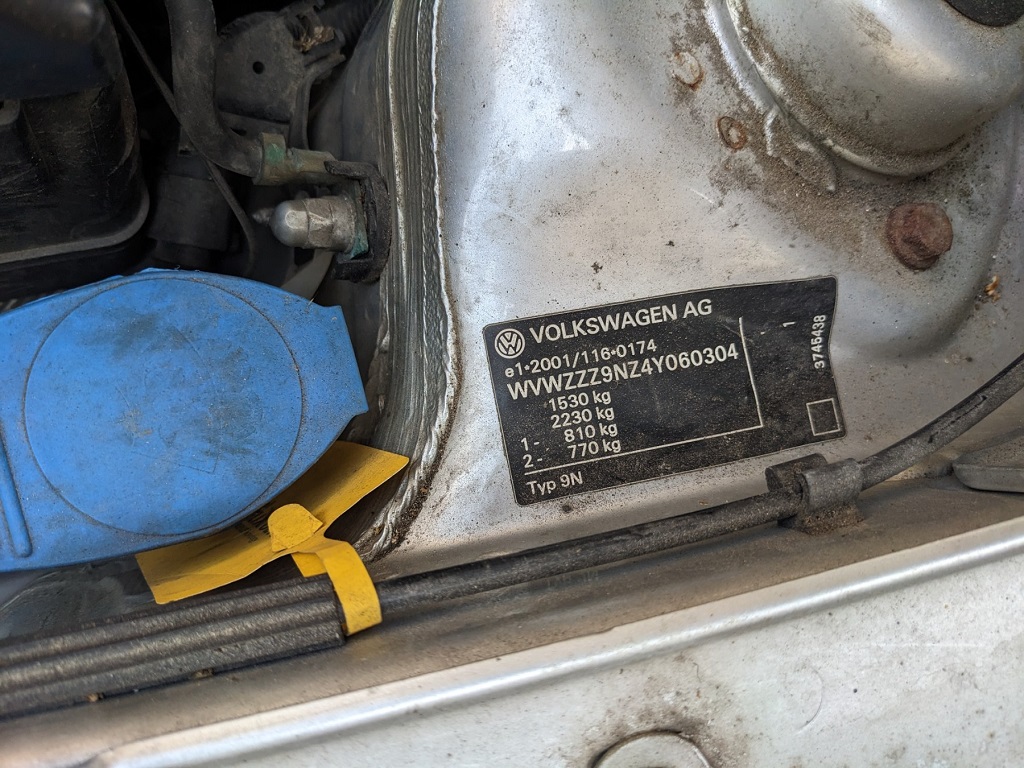 VOLKSWAGEN AG
e1*2001/116*0174
WVWZZZ9NZ4Y060304
1530 kg
2230 kg
1 - 810 kg
2 - 770 kg
Typ 9N
1
3745438